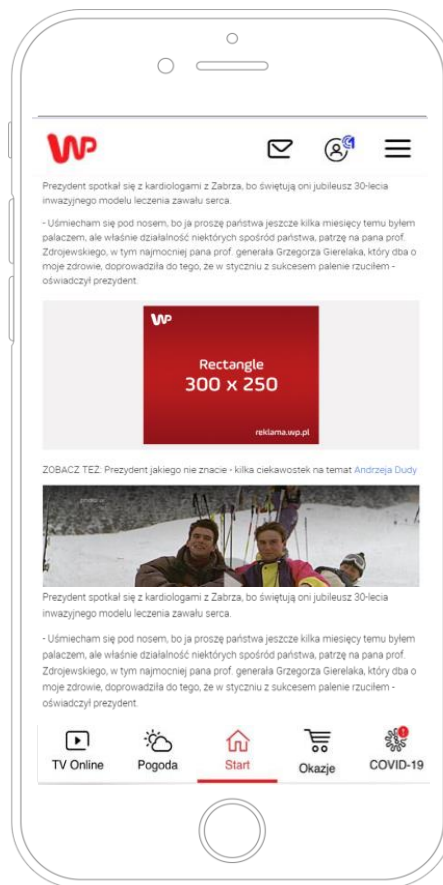 WP
Prezydent spotkał się z kardiologami z Zabrza, bo świętują oni jubileusz 30-lecia
inwazyjnego modelu leczenia zawału serca.
- Uśmiecham się pod nosem, bo ja proszę państwa jeszcze kilka miesięcy temu byłem
palaczem, ale właśnie działalność niektórych spośród państwa, patrzę na pana prof.
Zdrojewskiego, w tym najmocniej pana prof. generała Grzegorza Gierelaka, który dba o
moje zdrowie, doprowadziła do tego, że w styczniu z sukcesem palenie rzuciłem -
oświadczył prezydent.
WP
Rectangle
300 x 250
reklama.wp.pl
ZOBACZ TEŻ: Prezydent jakiego nie znacie - kilka ciekawostek na temat Andrzeja Dudy
Prezydent spotkał się z kardiologami z Zabrza, bo świętują oni jubileusz 30-lecia
inwazyjnego modelu leczenia zawału serca.
- Uśmiecham się pod nosem, bo ja proszę państwa jeszcze kilka miesięcy temu byłem
palaczem, ale właśnie działalność niektórych spośród państwa, patrzę na pana prof.
Zdrojewskiego, w tym najmocniej pana prof. generała Grzegorza Gierelaka, który dba o
moje zdrowie, doprowadziła do tego, że w styczniu z sukcesem palenie rzuciłem -
oświadczył prezydent.
TV Online Pogoda Start Okazje COVID-19